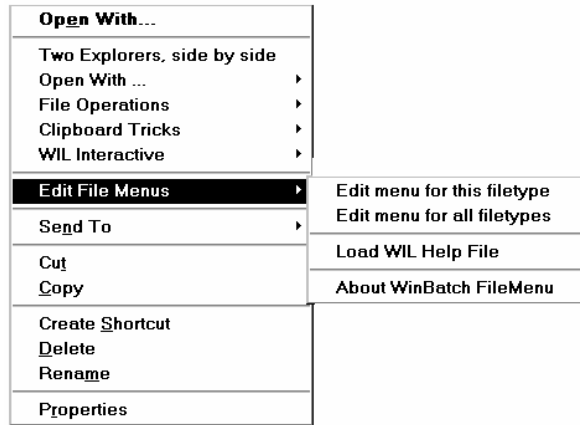 Open With...
Two Explorers, side by side
Open With ...
File Operations
Clipboard Tricks
WIL Interactive
Edit File Menus
Send To
Cut
Copy
Create Shortcut
Delete
Rename
Properties
Edit menu for this filetype
Edit menu for all filetypes
Load WIL Help File
About WinBatch FileMenu